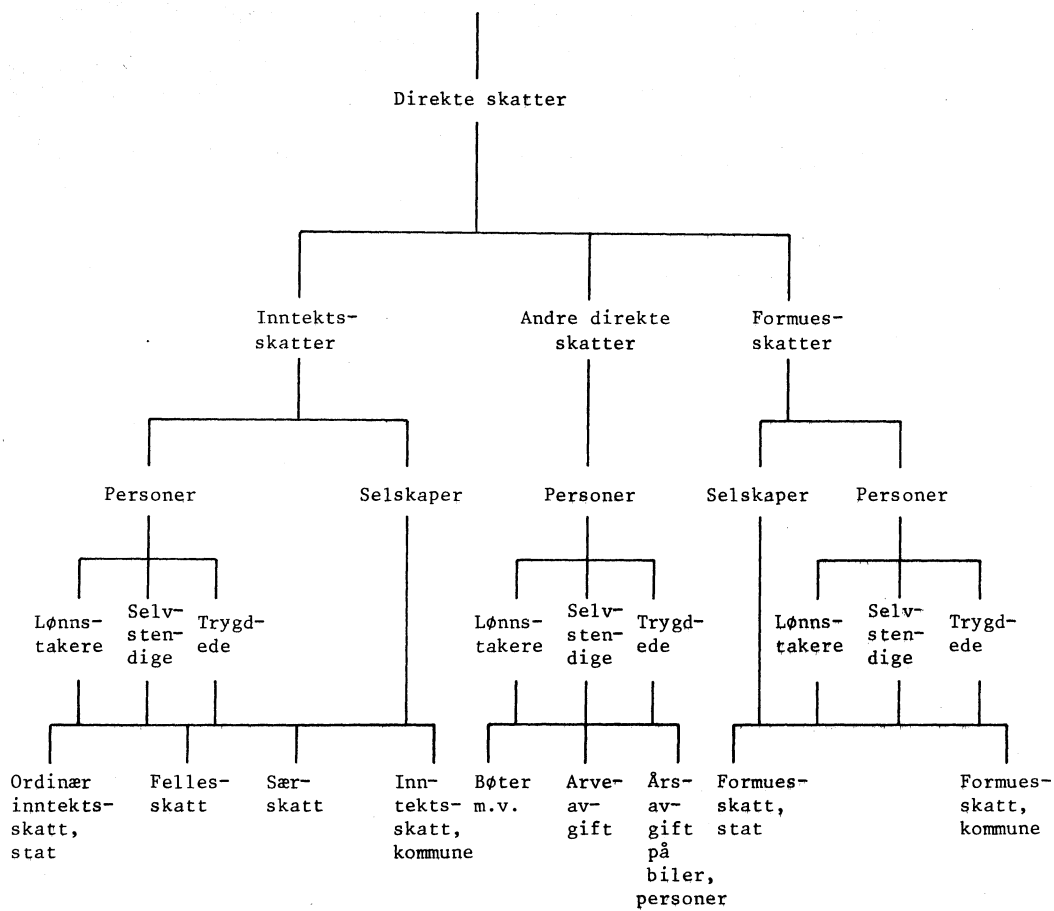 Direkte skatter
Inntekts-
skatter
Andre direkte
skatter
Formues-
skatter
Personer
Selskaper
Personer
Selskaper
Personer
Lønns-
takere
Selv-
sten-
dige
Trygd-
ede
Lønns-
takere
Selv-
sten-
dige
Trygd-
ede
Lønns-
takere
Selv-
sten-
dige
Trygd-
ede
Ordinær
inntekts-
skatt,
stat
Felles-
skatt
Sær-
skatt
Inn-
tekts-
skatt,
kommune
Bøter
m.v.
Arve-
av-
gift
Års-
av-
gift
på
biler,
personer
Formues-
skatt,
stat
Formues-
skatt,
kommune